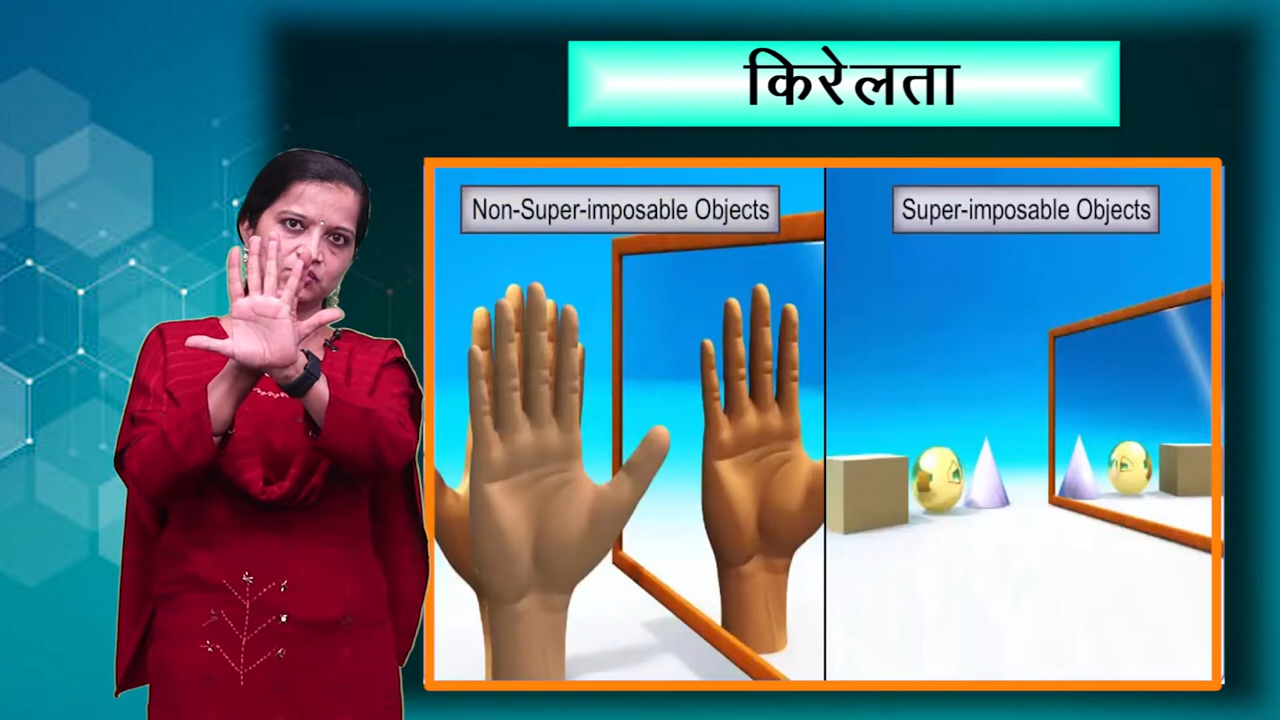 किरेलता
Non-Super-imposable Objects
Super-imposable Objects